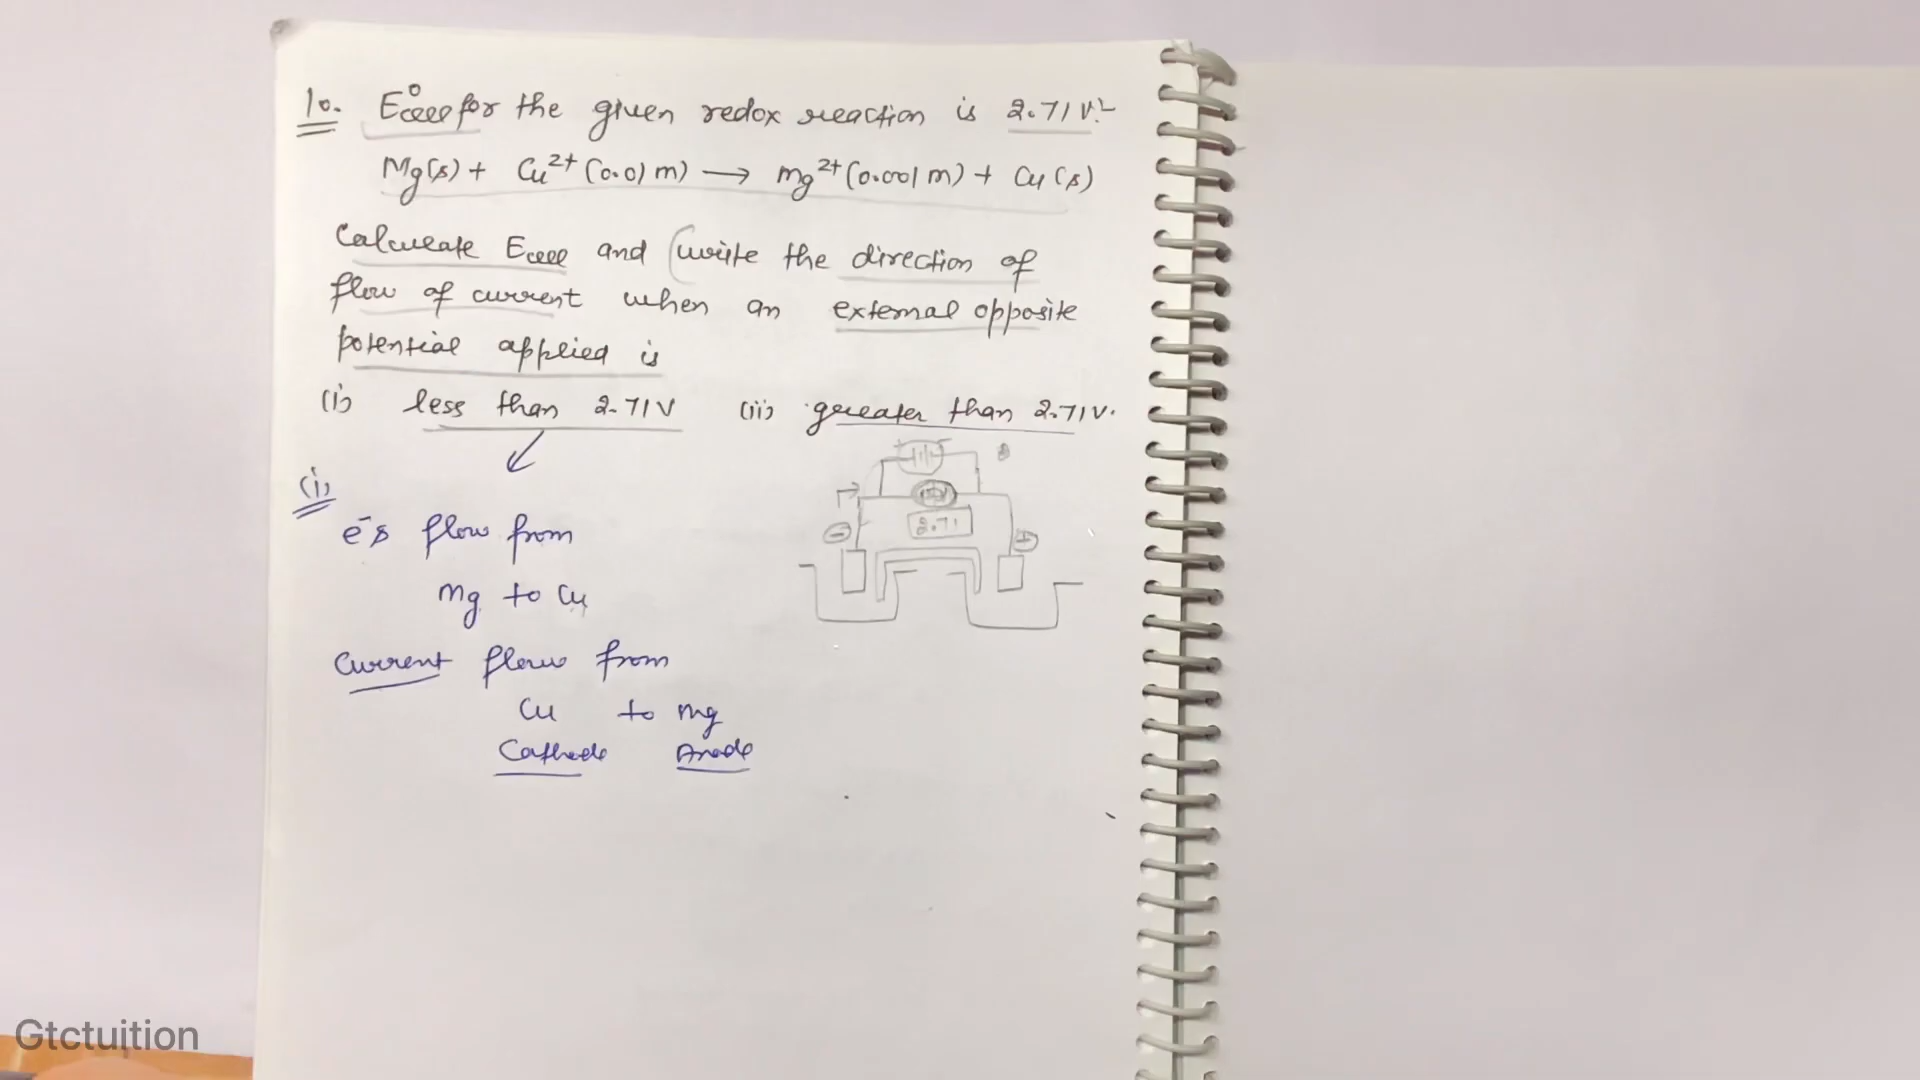 10. E°cell for the given redox reaction is 2.71V:-
Mg(s) + Cu²⁺(0.01m) → mg²⁺(0.001m) + Cu(s)
Calculate Ecell and (write the direction of
flow of current when an external opposite
potential applied is
(i) less than 2.71V (ii) greater than 2.71V.
(i)
2.71
- +
e⁻s flow from
mg to Cu
Current flows from
Cu to mg
Cathode Anode
Gtctuition